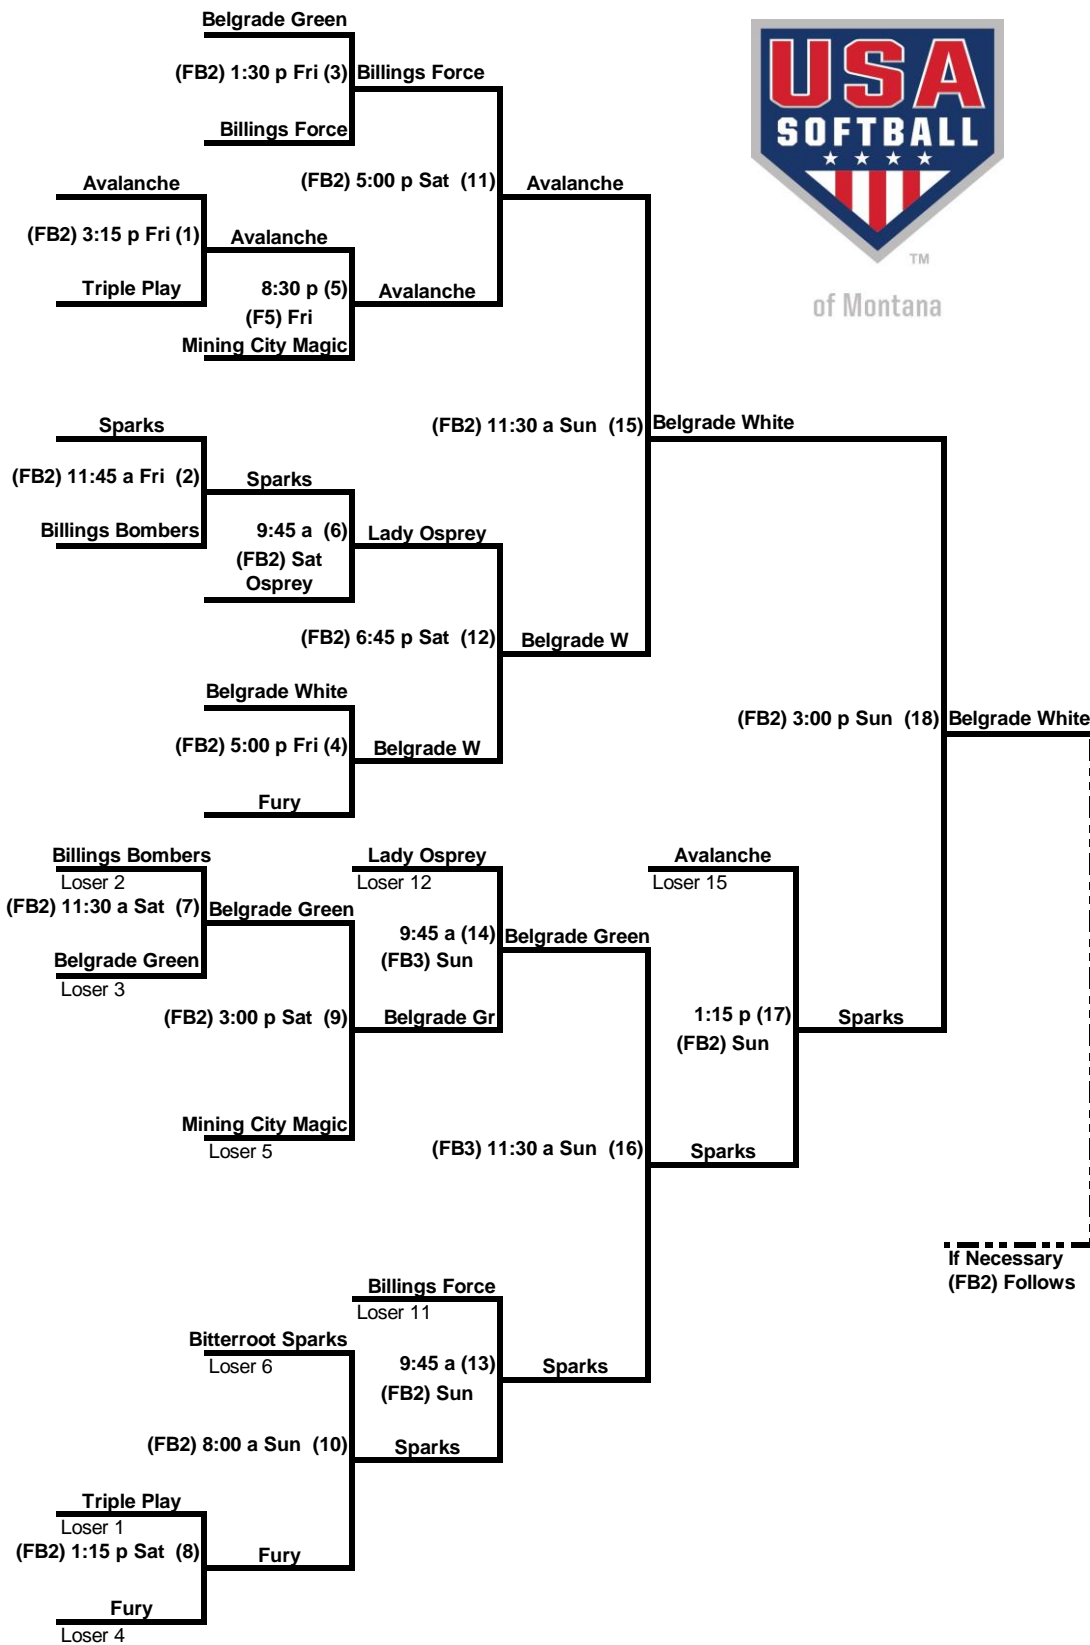 Belgrade Green
(FB2) 1:30 p Fri (3)
Billings Force
Billings Force
USA
SOFTBALL
TM
of Montana
(FB2) 5:00 p Sat (11)
Avalanche
Avalanche
(FB2) 3:15 p Fri (1)
Avalanche
Triple Play
8:30 p (5)
(F5) Fri
Avalanche
Mining City Magic
Sparks
(FB2) 11:30 a Sun (15)
Belgrade White
(FB2) 11:45 a Fri (2)
Sparks
Billings Bombers
9:45 a (6)
(FB2) Sat
Lady Osprey
Osprey
(FB2) 6:45 p Sat (12)
Belgrade W
Belgrade White
(FB2) 3:00 p Sun (18)
Belgrade White
(FB2) 5:00 p Fri (4)
Belgrade W
Fury
Billings Bombers
Loser 2
Lady Osprey
Loser 12
Avalanche
Loser 15
(FB2) 11:30 a Sat (7)
Belgrade Green
9:45 a (14)
(FB3) Sun
Belgrade Green
Belgrade Green
Loser 3
(FB2) 3:00 p Sat (9)
Belgrade Gr
1:15 p (17)
(FB2) Sun
Sparks
Mining City Magic
Loser 5
(FB3) 11:30 a Sun (16)
Sparks
If Necessary
(FB2) Follows
Billings Force
Loser 11
Bitterroot Sparks
Loser 6
9:45 a (13)
(FB2) Sun
Sparks
(FB2) 8:00 a Sun (10)
Sparks
Triple Play
Loser 1
(FB2) 1:15 p Sat (8)
Fury
Fury
Loser 4